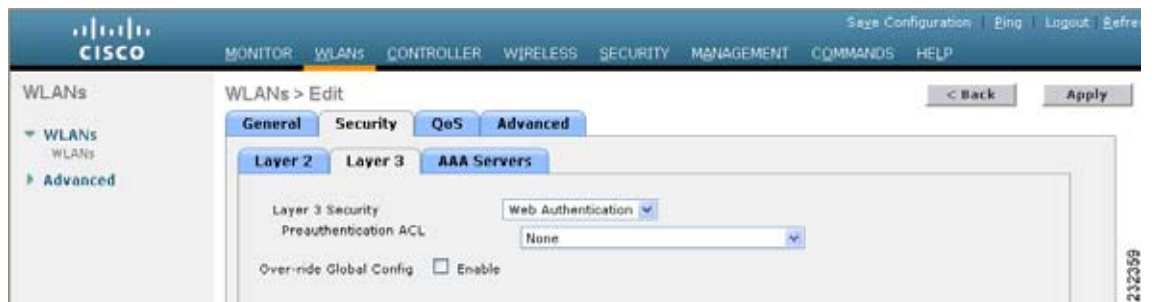 Save Configuration | Ping | Logout | Refre
CISCO
MONITOR WLANs CONTROLLER WIRELESS SECURITY MANAGEMENT COMMANDS HELP
WLANs
WLANs
WLANs
Advanced
WLANs > Edit
< Back
Apply
General Security QoS Advanced
Layer 2 Layer 3 AAA Servers
Layer 3 Security Web Authentication
Preauthentication ACL None
Over-ride Global Config Enable
232359